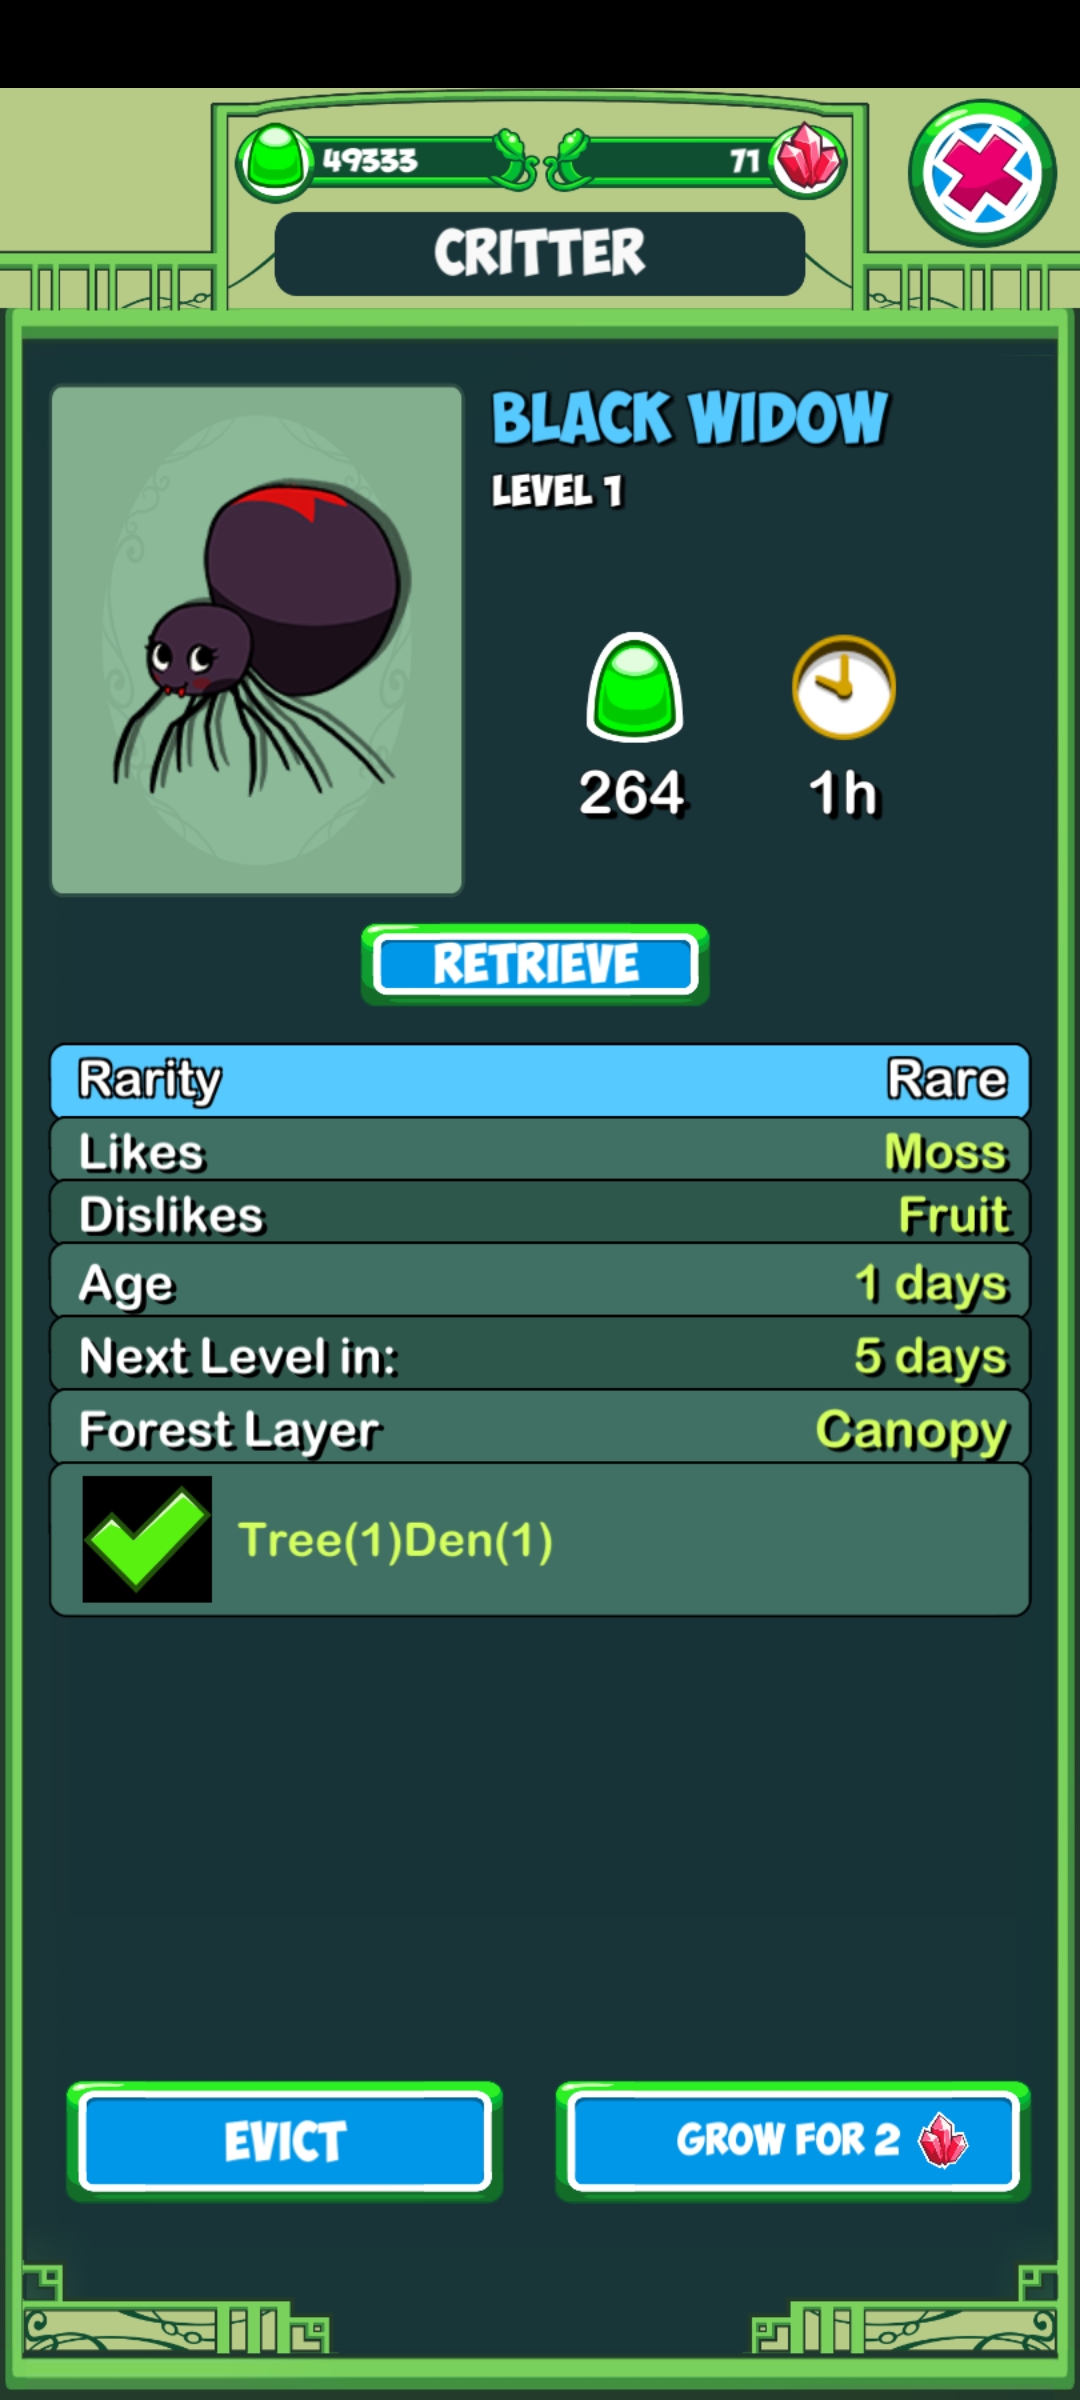 49333 71
CRITTER
BLACK WIDOW
LEVEL 1
264 1h
RETRIEVE
Rarity Rare
Likes Moss
Dislikes Fruit
Age 1 days
Next Level in: 5 days
Forest Layer Canopy
Tree(1)Den(1)
EVICT GROW FOR 2